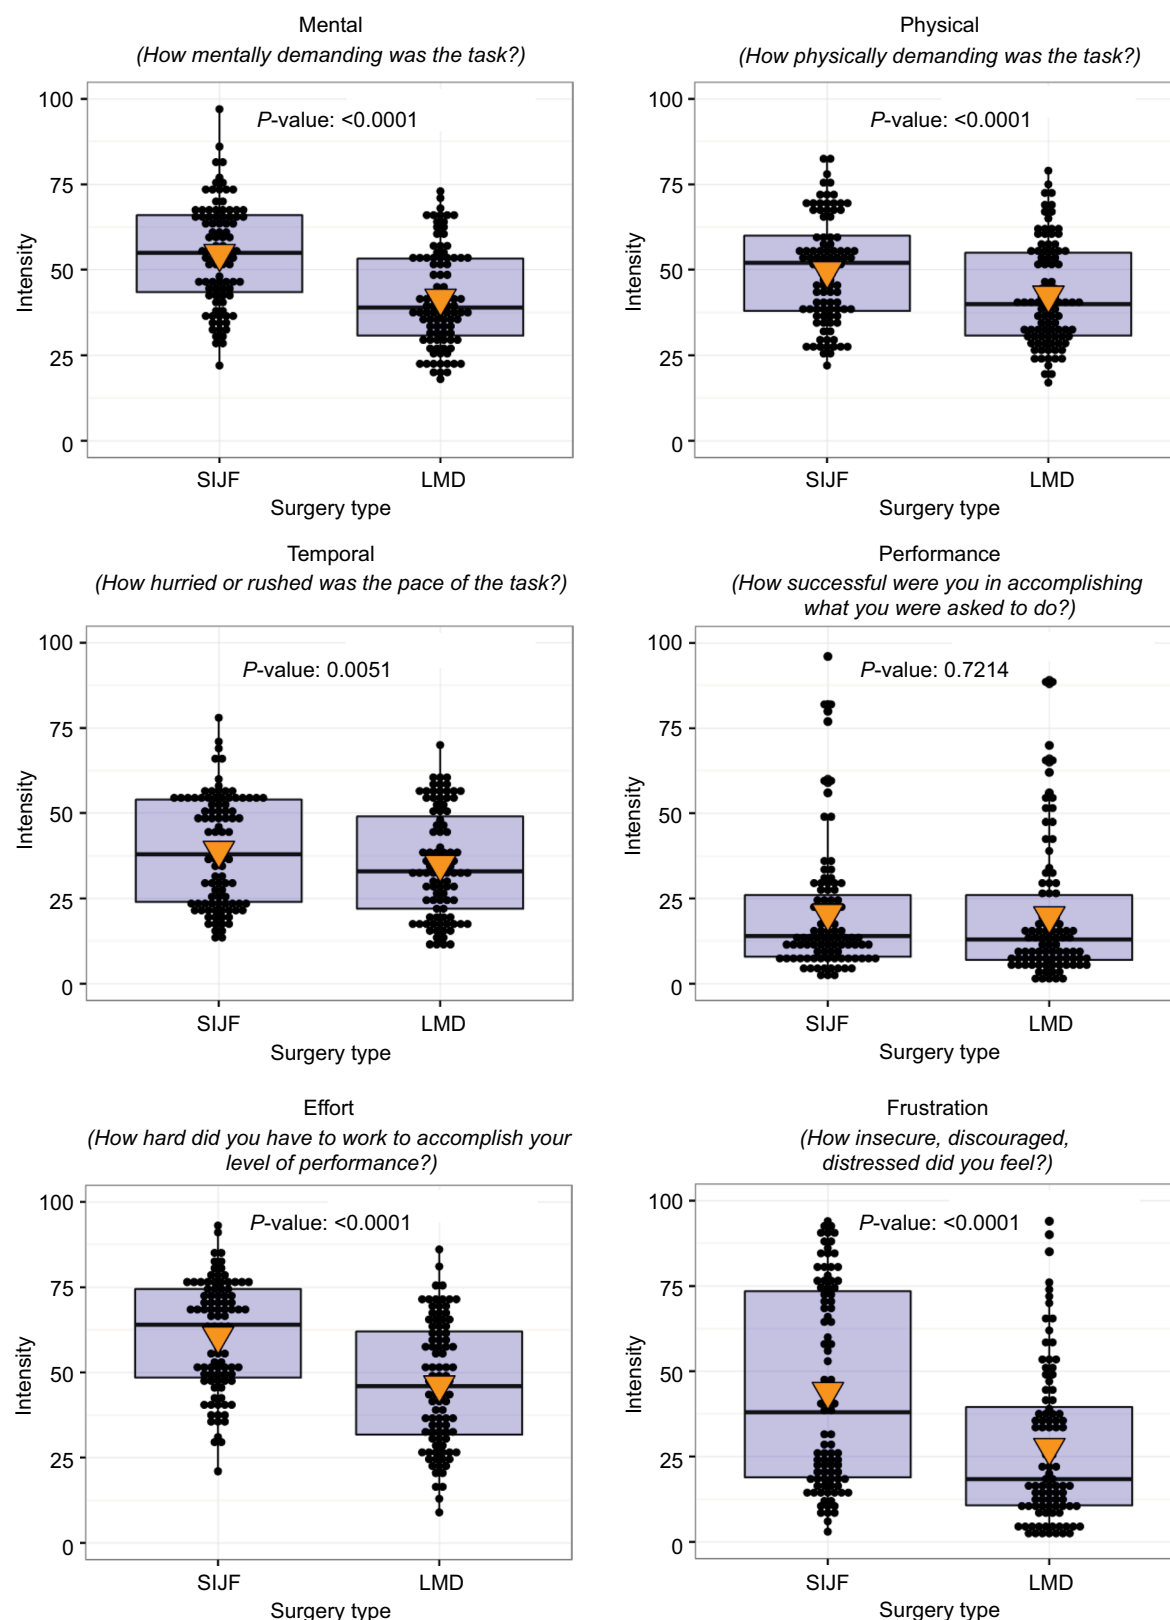 Mental
(How mentally demanding was the task?)
P-value: <0.0001
100
75
50
25
0
Intensity
SIJF
LMD
Surgery type
Physical
(How physically demanding was the task?)
P-value: <0.0001
100
75
50
25
0
Intensity
SIJF
LMD
Surgery type
Temporal
(How hurried or rushed was the pace of the task?)
P-value: 0.0051
100
75
50
25
0
Intensity
SIJF
LMD
Surgery type
Performance
(How successful were you in accomplishing
what you were asked to do?)
P-value: 0.7214
100
75
50
25
0
Intensity
SIJF
LMD
Surgery type
Effort
(How hard did you have to work to accomplish your
level of performance?)
P-value: <0.0001
100
75
50
25
0
Intensity
SIJF
LMD
Surgery type
Frustration
(How insecure, discouraged,
distressed did you feel?)
P-value: <0.0001
100
75
50
25
0
Intensity
SIJF
LMD
Surgery type